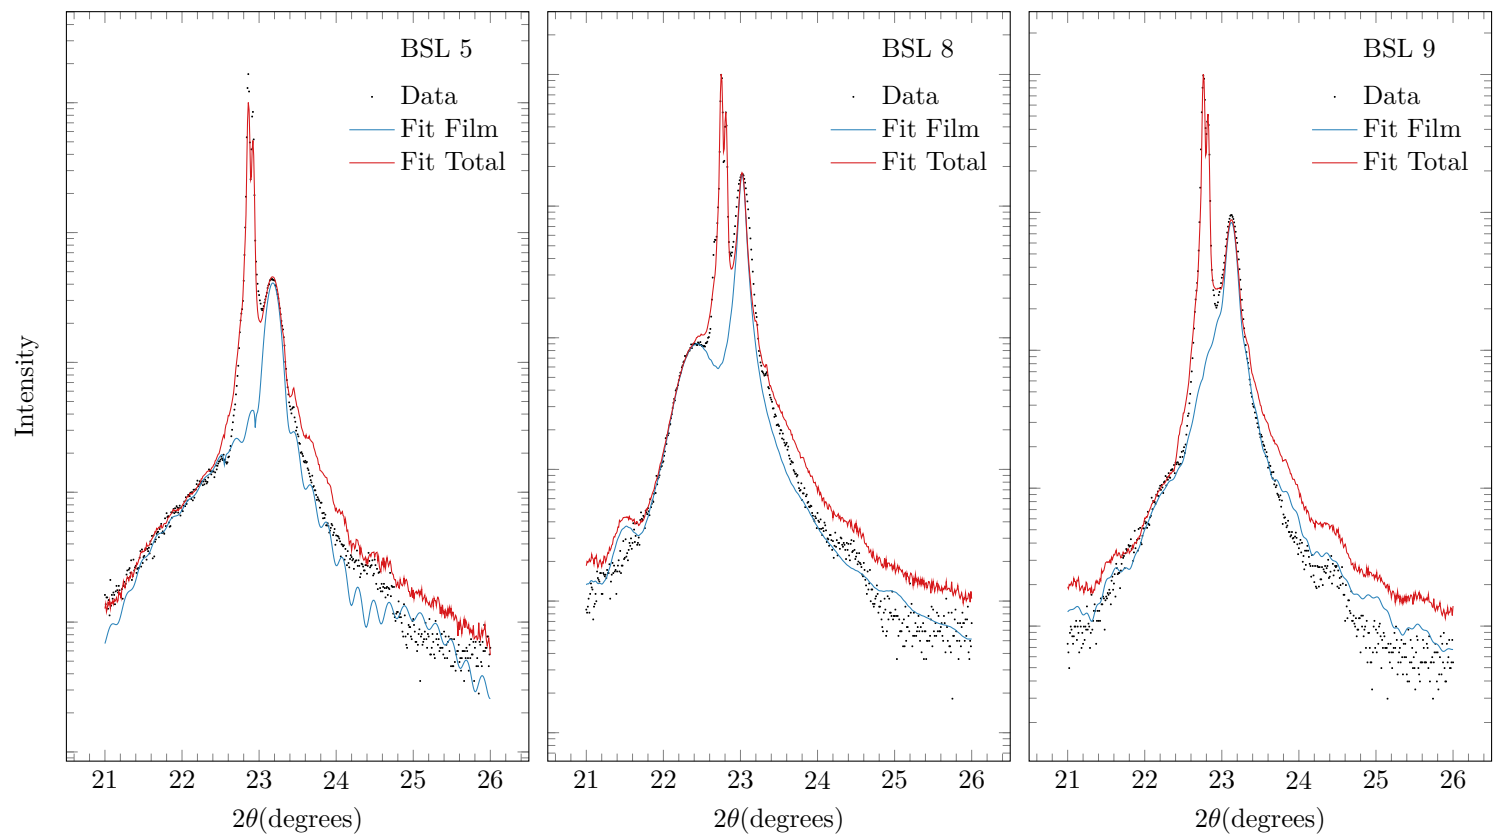 BSL 5
Data
Fit Film
Fit Total
BSL 8
Data
Fit Film
Fit Total
BSL 9
Data
Fit Film
Fit Total
Intensity
21 22 23 24 25 26
2θ(degrees)
21 22 23 24 25 26
2θ(degrees)
21 22 23 24 25 26
2θ(degrees)